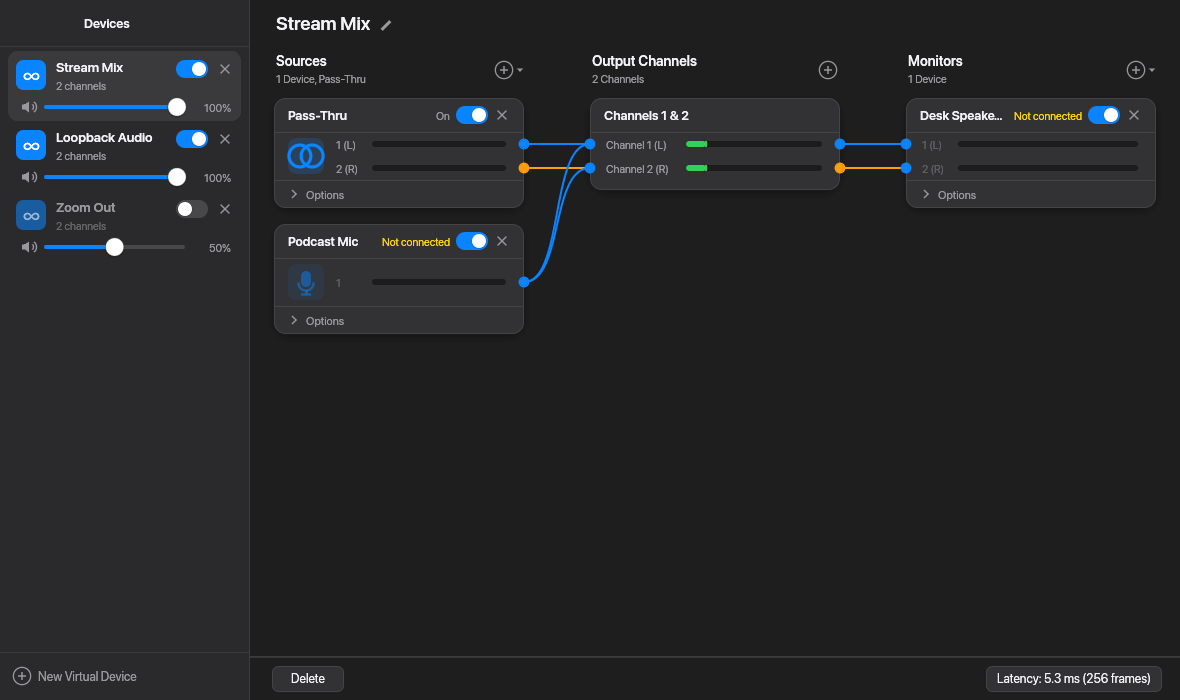 Devices
Stream Mix
2 channels
100%
Loopback Audio
2 channels
100%
Zoom Out
2 channels
50%
New Virtual Device
Stream Mix
Sources
1 Device, Pass-Thru
Pass-Thru
On
1 (L)
2 (R)
Options
Podcast Mic
Not connected
1
Options
Output Channels
2 Channels
Channels 1 & 2
Channel 1 (L)
Channel 2 (R)
Monitors
1 Device
Desk Speake...
Not connected
1 (L)
2 (R)
Options
Delete
Latency: 5.3 ms (256 frames)